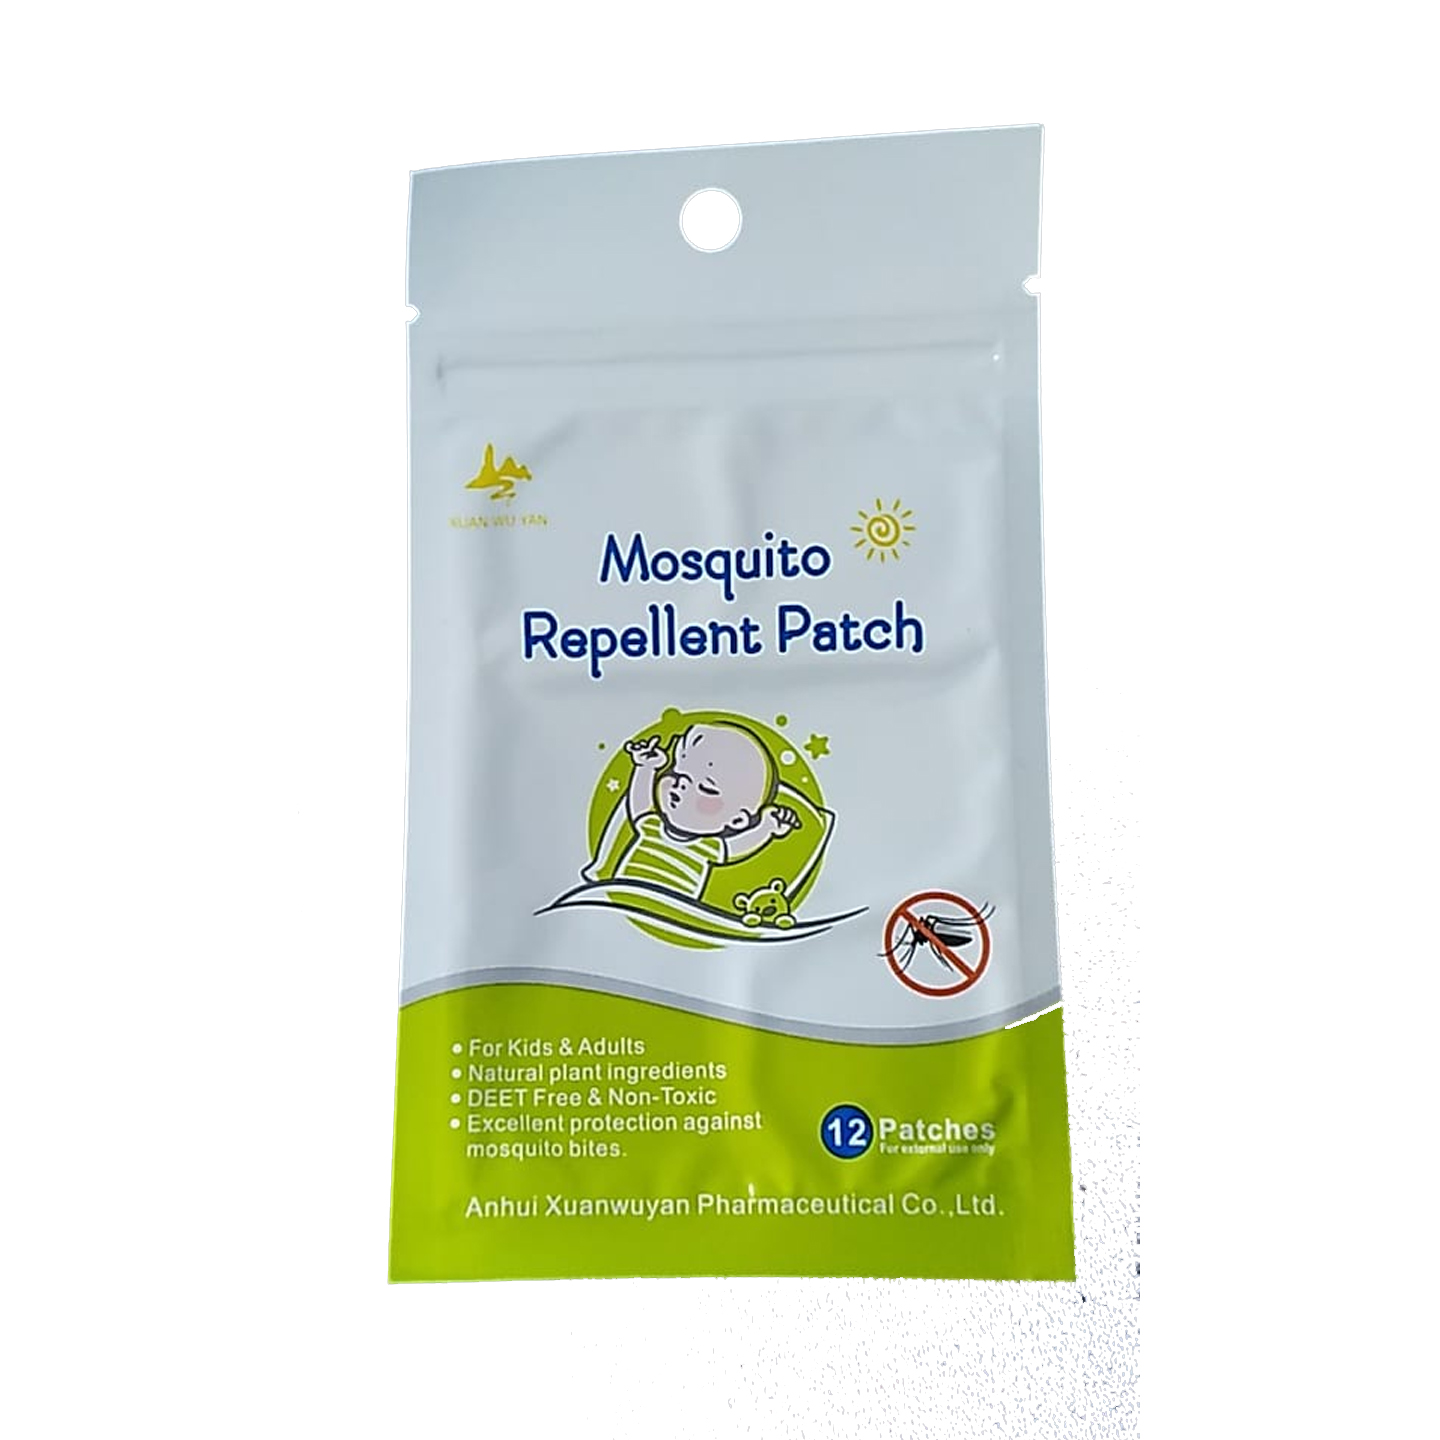 XUAN WU YAN
Mosquito
Repellent Patch
• For Kids & Adults
• Natural plant ingredients
• DEET Free & Non-Toxic
• Excellent protection against
mosquito bites.
12 Patches
For external use only
Anhui Xuanwuyan Pharmaceutical Co.,Ltd.